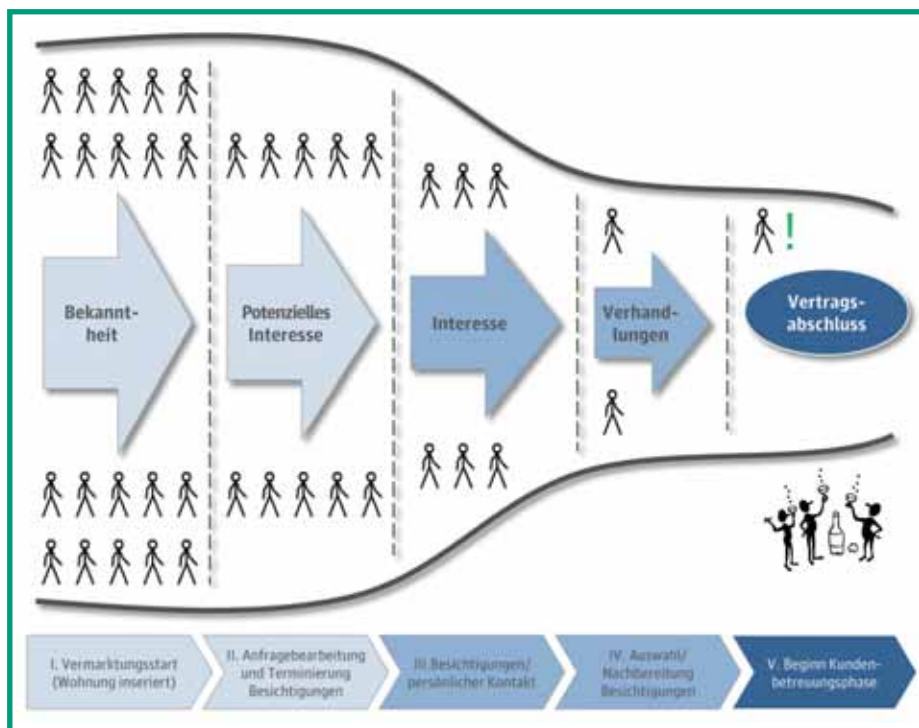 Bekannt-
heit
Potenzielles
Interesse
Interesse
Verhand-
lungen
!
Vertrags-
abschluss
I. Vermarktungsstart
(Wohnung inseriert)
II. Anfragebearbeitung
und Terminierung
Besichtigungen
III.Besichtigungen/
persönlicher Kontakt
IV. Auswahl/
Nachbereitung
Besichtigungen
V. Beginn Kunden-
betreuungsphase